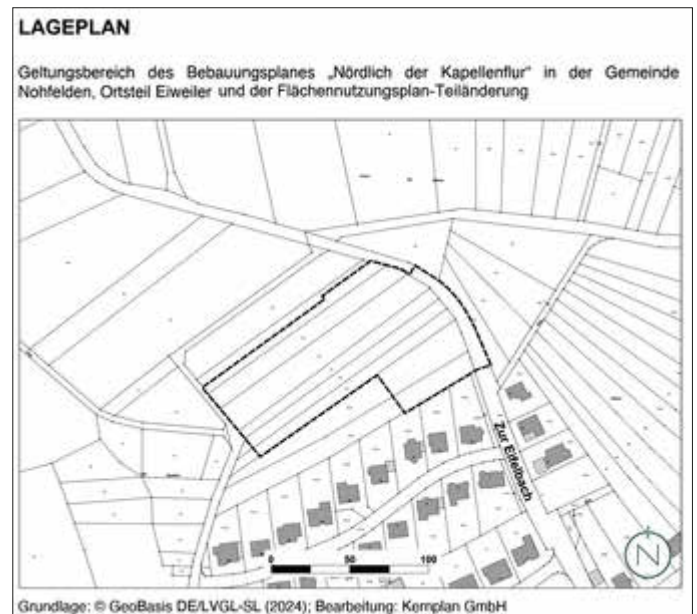 LAGEPLAN
Geltungsbereich des Bebauungsplanes „Nördlich der Kapellenflur“ in der Gemeinde
Nohfelden, Ortsteil Eiweiler und der Flächennutzungsplan-Teiländerung
Zur Eifelbach
0 50 100
N
Grundlage: © GeoBasis DE/LVGL-SL (2024); Bearbeitung: Kernplan GmbH